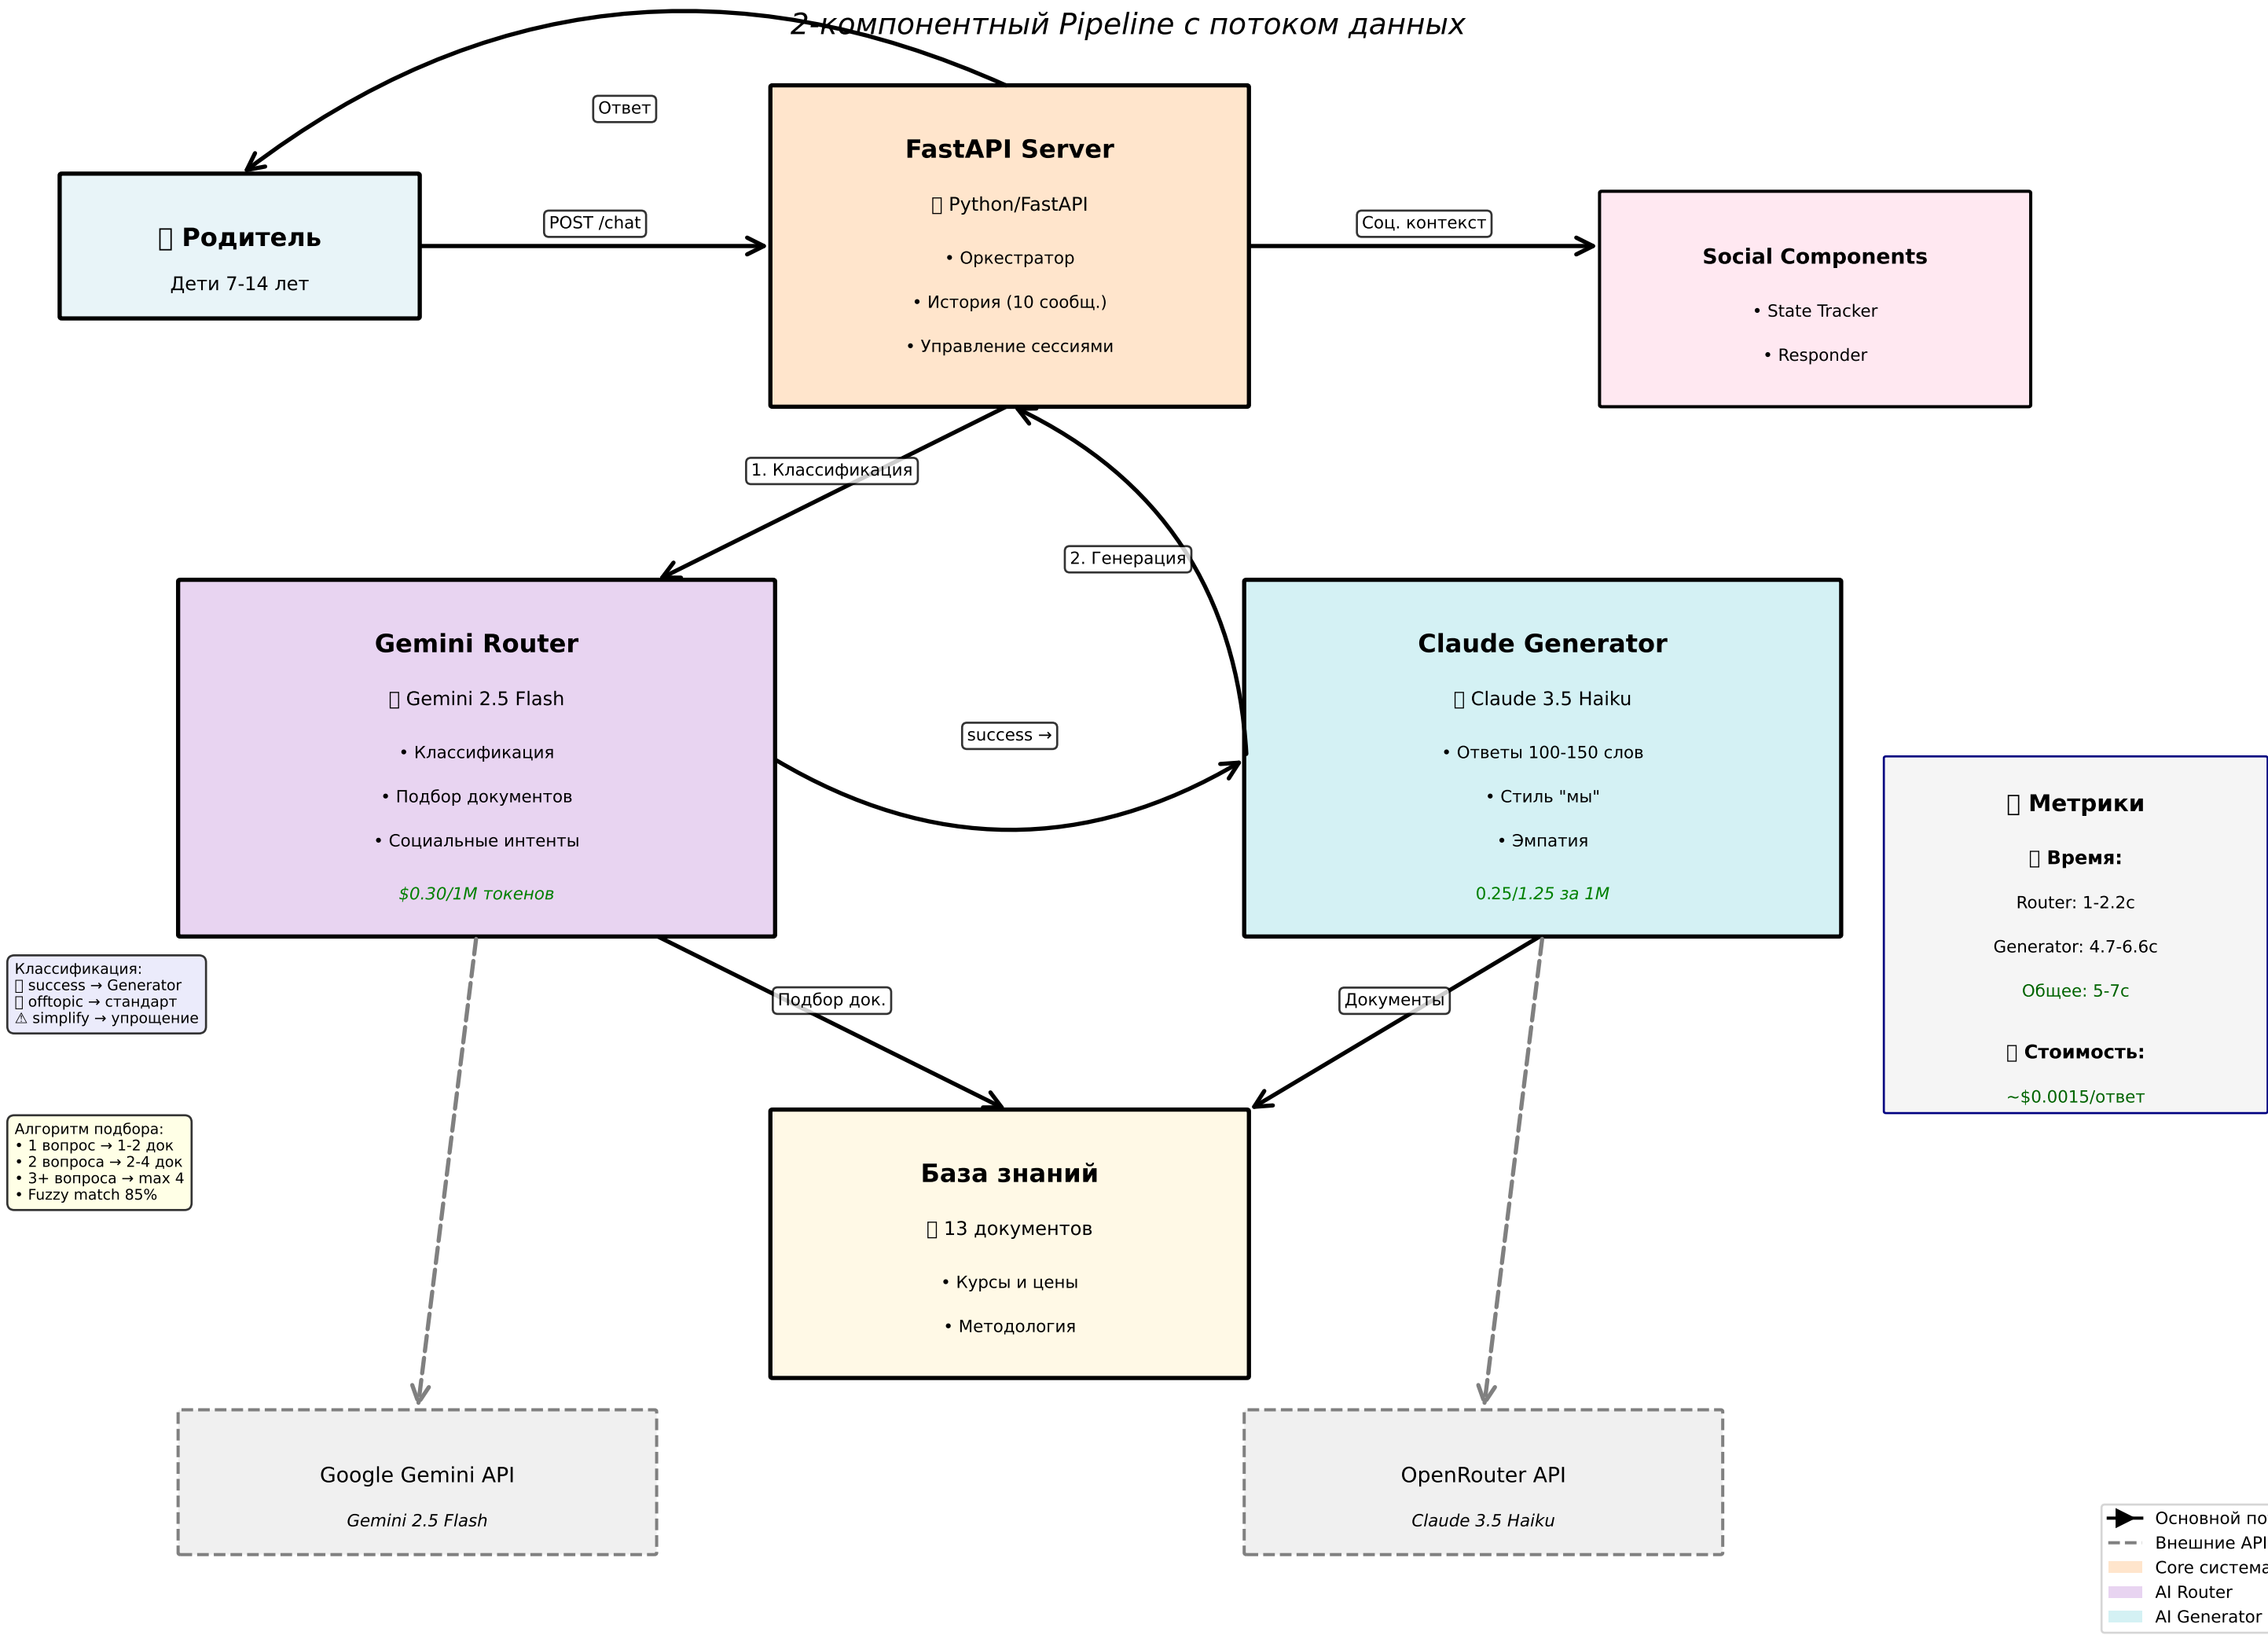 2-компонентный Pipeline с потоком данных
Ответ
FastAPI Server
Python/FastAPI
• Оркестратор
• История (10 сообщ.)
• Управление сессиями
Родитель
Дети 7-14 лет
POST /chat
Соц. контекст
Social Components
• State Tracker
• Responder
1. Классификация
2. Генерация
Gemini Router
Gemini 2.5 Flash
• Классификация
• Подбор документов
• Социальные интенты
$0.30/1M токенов
success →
Claude Generator
Claude 3.5 Haiku
• Ответы 100-150 слов
• Стиль "мы"
• Эмпатия
0.25/1.25 за 1M
Метрики
Время:
Router: 1-2.2с
Generator: 4.7-6.6с
Общее: 5-7с
Стоимость:
~$0.0015/ответ
Классификация:
success → Generator
offtopic → стандарт
⚠ simplify → упрощение
Подбор док.
Документы
Алгоритм подбора:
• 1 вопрос → 1-2 док
• 2 вопроса → 2-4 док
• 3+ вопроса → max 4
• Fuzzy match 85%
База знаний
13 документов
• Курсы и цены
• Методология
Google Gemini API
Gemini 2.5 Flash
OpenRouter API
Claude 3.5 Haiku
Основной по
Внешние API
Core система
AI Router
AI Generator